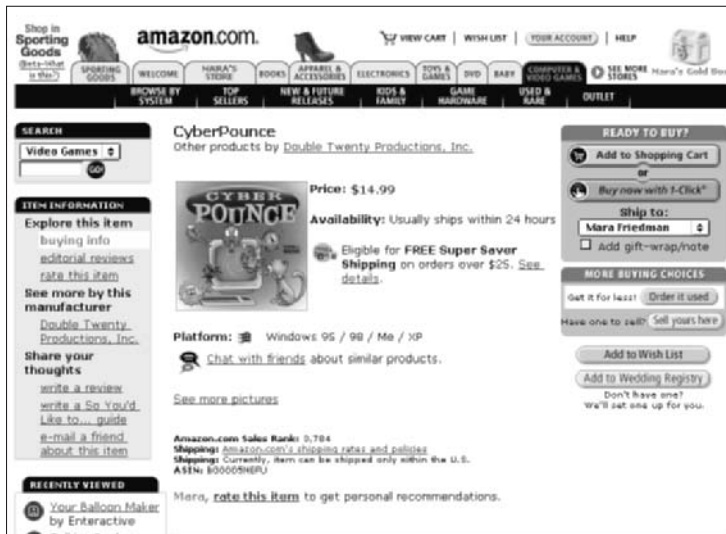 Shop in
Sporting
Goods
(Beta-What
is this?)
amazon.com.
VIEW CART | WISH LIST | YOUR ACCOUNT | HELP
SPORTING
GOODS
WELCOME
MARA'S
STORE
BOOKS
APPAREL &
ACCESSORIES
ELECTRONICS
TOYS &
GAMES
DVD
BABY
COMPUTER &
VIDEO GAMES
SEE MORE
STORES
Mara's Gold Box
BROWSE BY
SYSTEM
TOP
SELLERS
NEW & FUTURE
RELEASES
KIDS &
FAMILY
GAME
HARDWARE
USED &
RARE
OUTLET
SEARCH
Video Games
GO!
ITEM INFORMATION
Explore this item
buying info
editorial reviews
rate this item
See more by this
manufacturer
Double Twenty
Productions, Inc.
Share your
thoughts
write a review
write a So You'd
Like to... guide
e-mail a friend
about this item
RECENTLY VIEWED
Your Balloon Maker
by Enteractive
CyberPounce
Other products by Double Twenty Productions, Inc.
CYBER
POUNCE
Price: $14.99
Availability: Usually ships within 24 hours
Eligible for FREE Super Saver
Shipping on orders over $25. See
details.
Platform: Windows 95 / 98 / Me / XP
Chat with friends about similar products.
See more pictures
Amazon.com Sales Rank: 3,784
Shipping: Amazon.com's shipping rates and policies
Shipping: Currently, item can be shipped only within the U.S.
ASIN:
Mara, rate this item to get personal recommendations.
READY TO BUY?
Add to Shopping Cart
or
Buy now with 1-Click®
Ship to:
Mara Friedman
Add gift-wrap/note
MORE BUYING CHOICES
Get it for less! Order it used
Have one to sell? Sell yours here
Add to Wish List
Add to Wedding Registry
Don't have one?
We'll set one up for you.